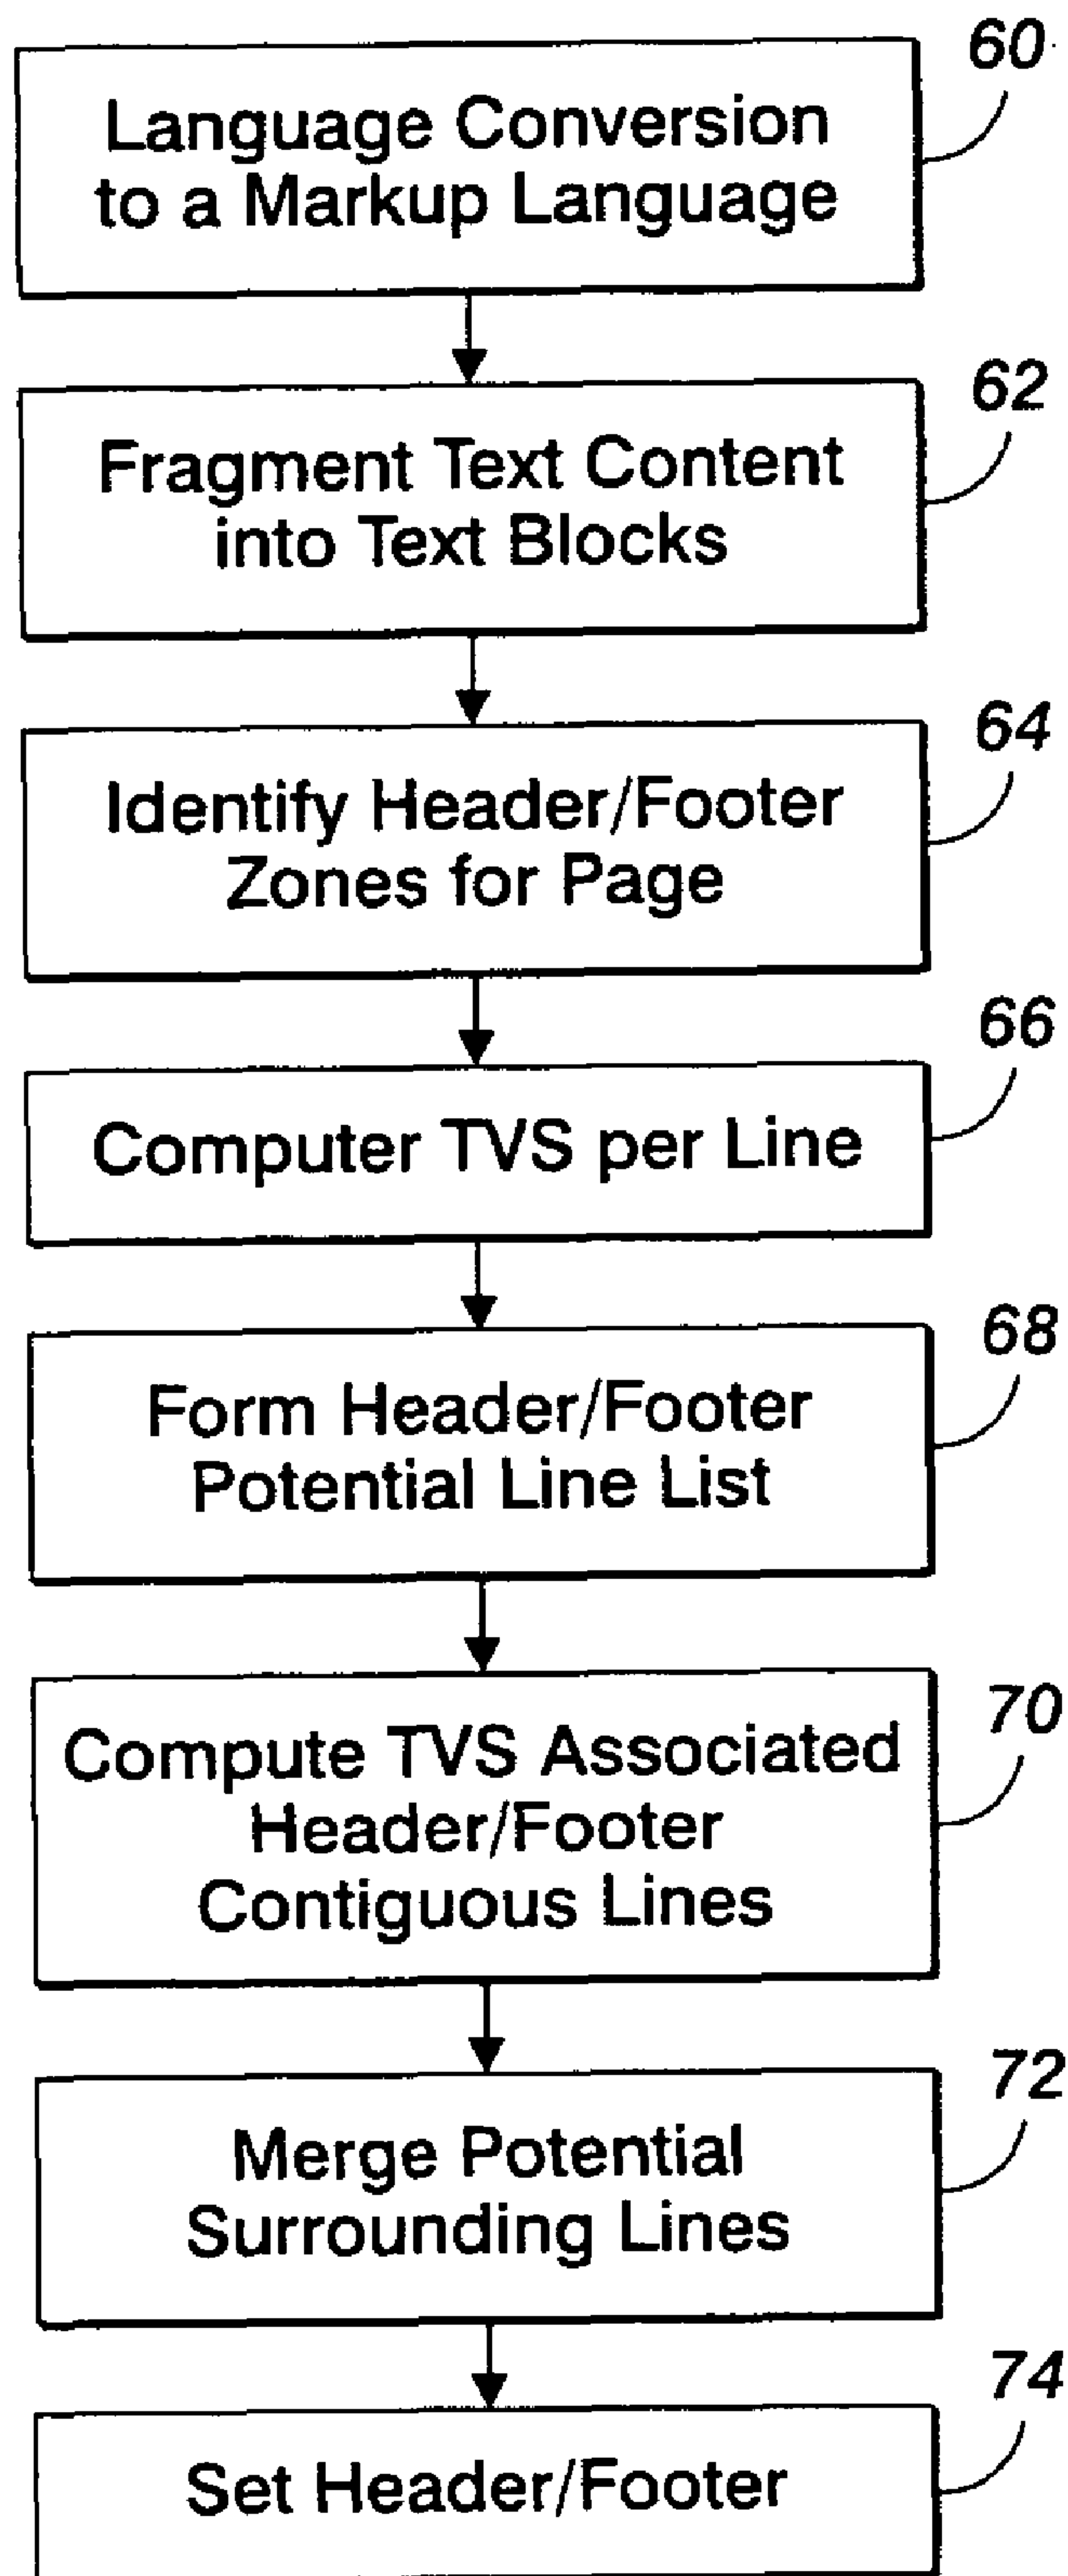 60
Language Conversion
to a Markup Language
62
Fragment Text Content
into Text Blocks
64
Identify Header/Footer
Zones for Page
66
Computer TVS per Line
68
Form Header/Footer
Potential Line List
70
Compute TVS Associated
Header/Footer
Contiguous Lines
72
Merge Potential
Surrounding Lines
74
Set Header/Footer